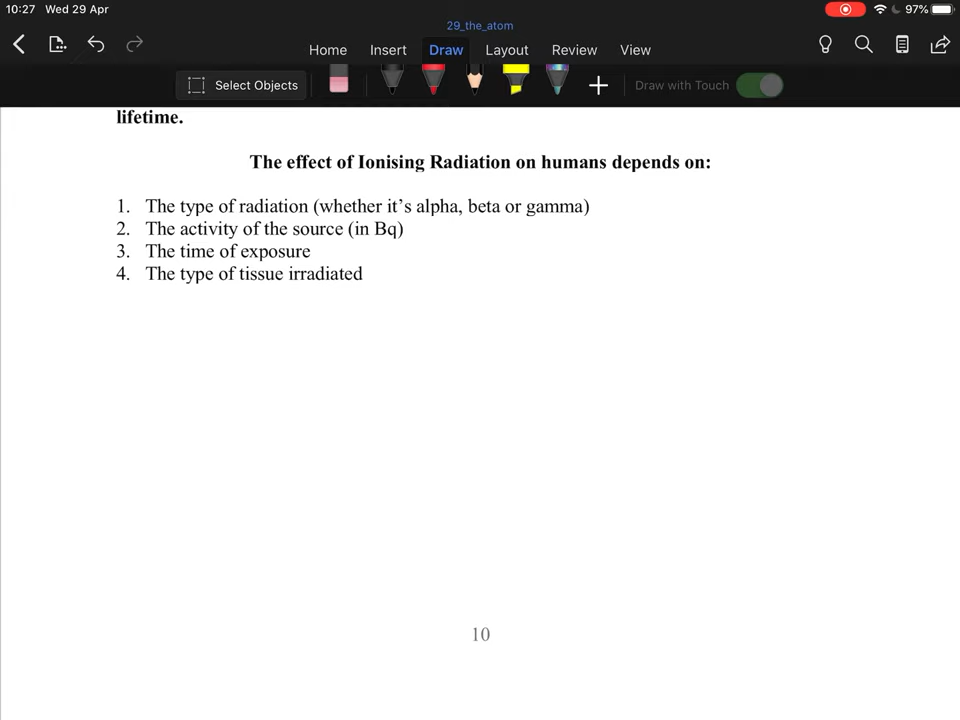 10:27 Wed 29 Apr 97%
29_the_atom
Home Insert Draw Layout Review View
Select Objects Draw with Touch
lifetime.
The effect of Ionising Radiation on humans depends on:
1. The type of radiation (whether it’s alpha, beta or gamma)
2. The activity of the source (in Bq)
3. The time of exposure
4. The type of tissue irradiated
10